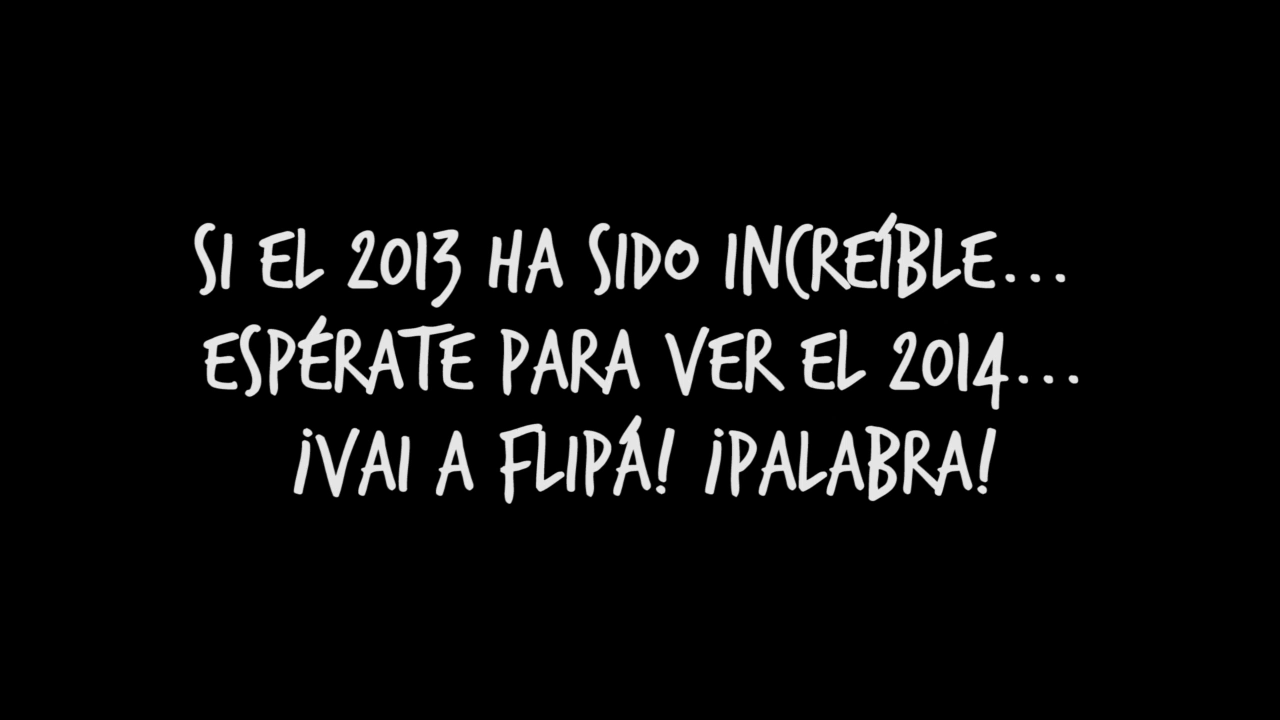 SI EL 2013 HA SIDO INCREÍBLE...
ESPÉRATE PARA VER EL 2014...
¡VAI A FLIPÁ! ¡PALABRA!